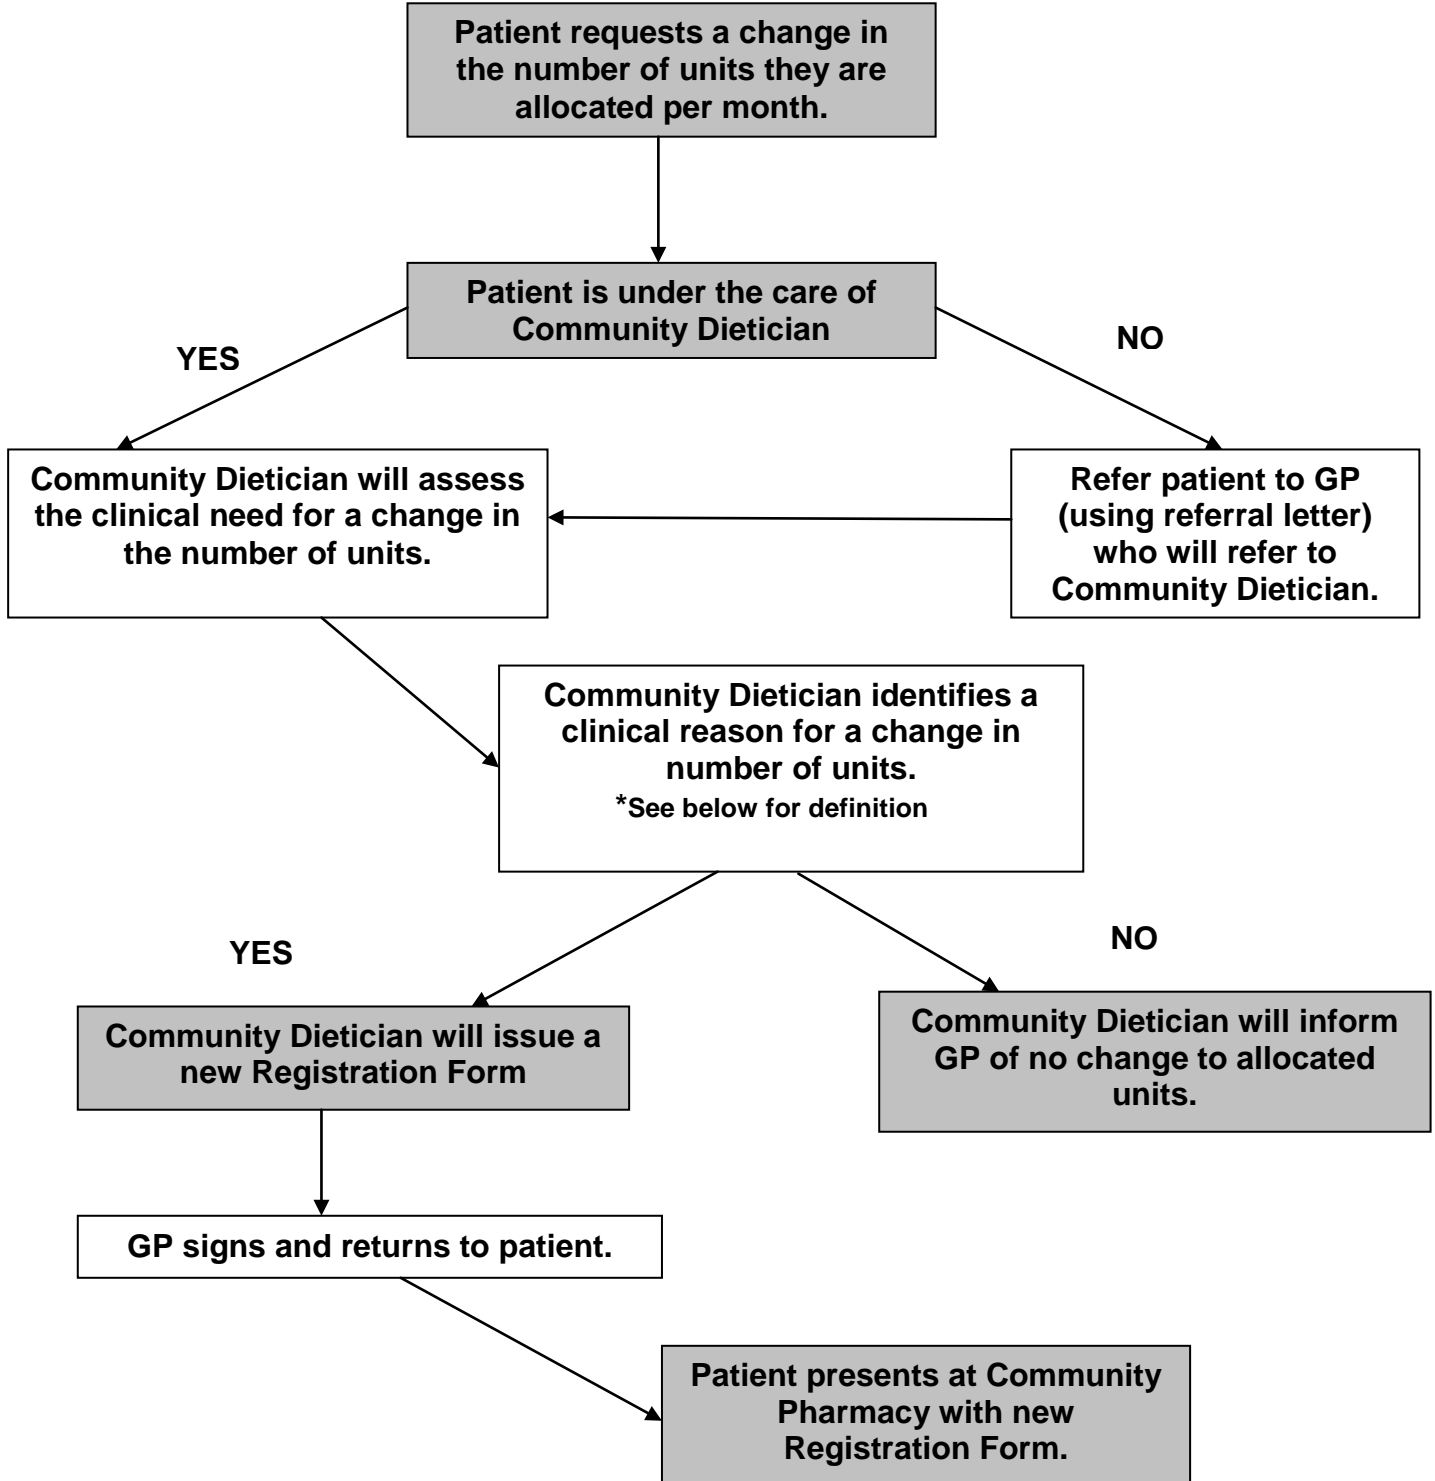 Patient requests a change in
the number of units they are
allocated per month.
Patient is under the care of
Community Dietician
YES
NO
Community Dietician will assess
the clinical need for a change in
the number of units.
Refer patient to GP
(using referral letter)
who will refer to
Community Dietician.
Community Dietician identifies a
clinical reason for a change in
number of units.
*See below for definition
YES
NO
Community Dietician will issue a
new Registration Form
Community Dietician will inform
GP of no change to allocated
units.
GP signs and returns to patient.
Patient presents at Community
Pharmacy with new
Registration Form.